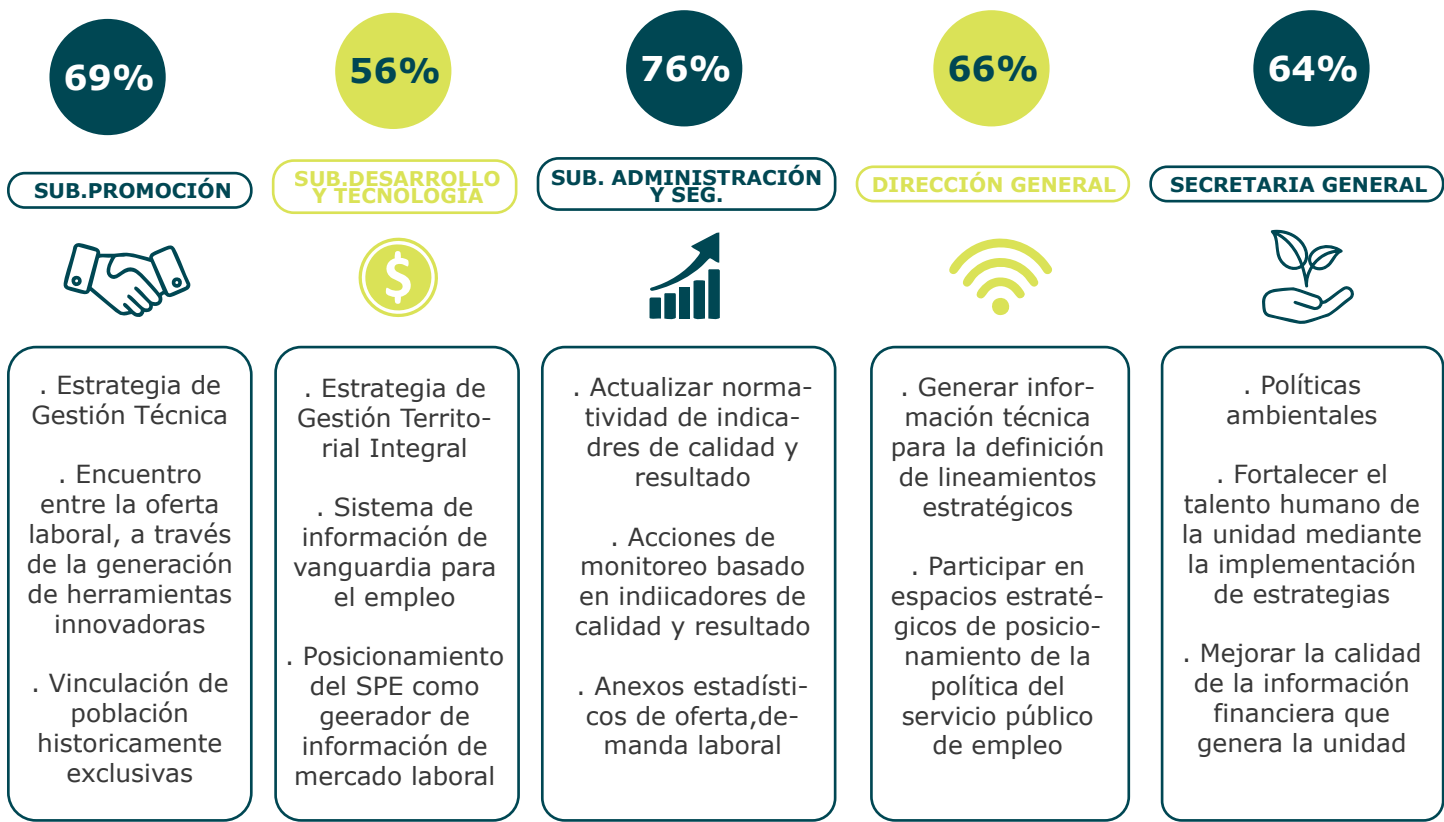 69%
56%
76%
66%
64%
SUB.PROMOCIÓN
SUB.DESARROLLO
Y TECNOLOGIA
SUB. ADMINISTRACIÓN
Y SEG.
DIRECCIÓN GENERAL
SECRETARIA GENERAL
$
. Estrategia de
Gestión Técnica
. Encuentro
entre la oferta
laboral, a través
de la generación
de herramientas
innovadoras
. Vinculación de
población
historicamente
exclusivas
. Estrategia de
Gestión Territo-
rial Integral
. Sistema de
información de
vanguardia para
el empleo
. Posicionamiento
del SPE como
geerador de
información de
mercado laboral
. Actualizar norma-
tividad de indica-
dres de calidad y
resultado
. Acciones de
monitoreo basado
en indiicadores de
calidad y resultado
. Anexos estadísti-
cos de oferta,de-
manda laboral
. Generar infor-
mación técnica
para la definición
de lineamientos
estratégicos
. Participar en
espacios estraté-
gicos de posicio-
namiento de la
política del
servicio público
de empleo
. Políticas
ambientales
. Fortalecer el
talento humano de
la unidad mediante
la implementación
de estrategias
. Mejorar la calidad
de la información
financiera que
genera la unidad